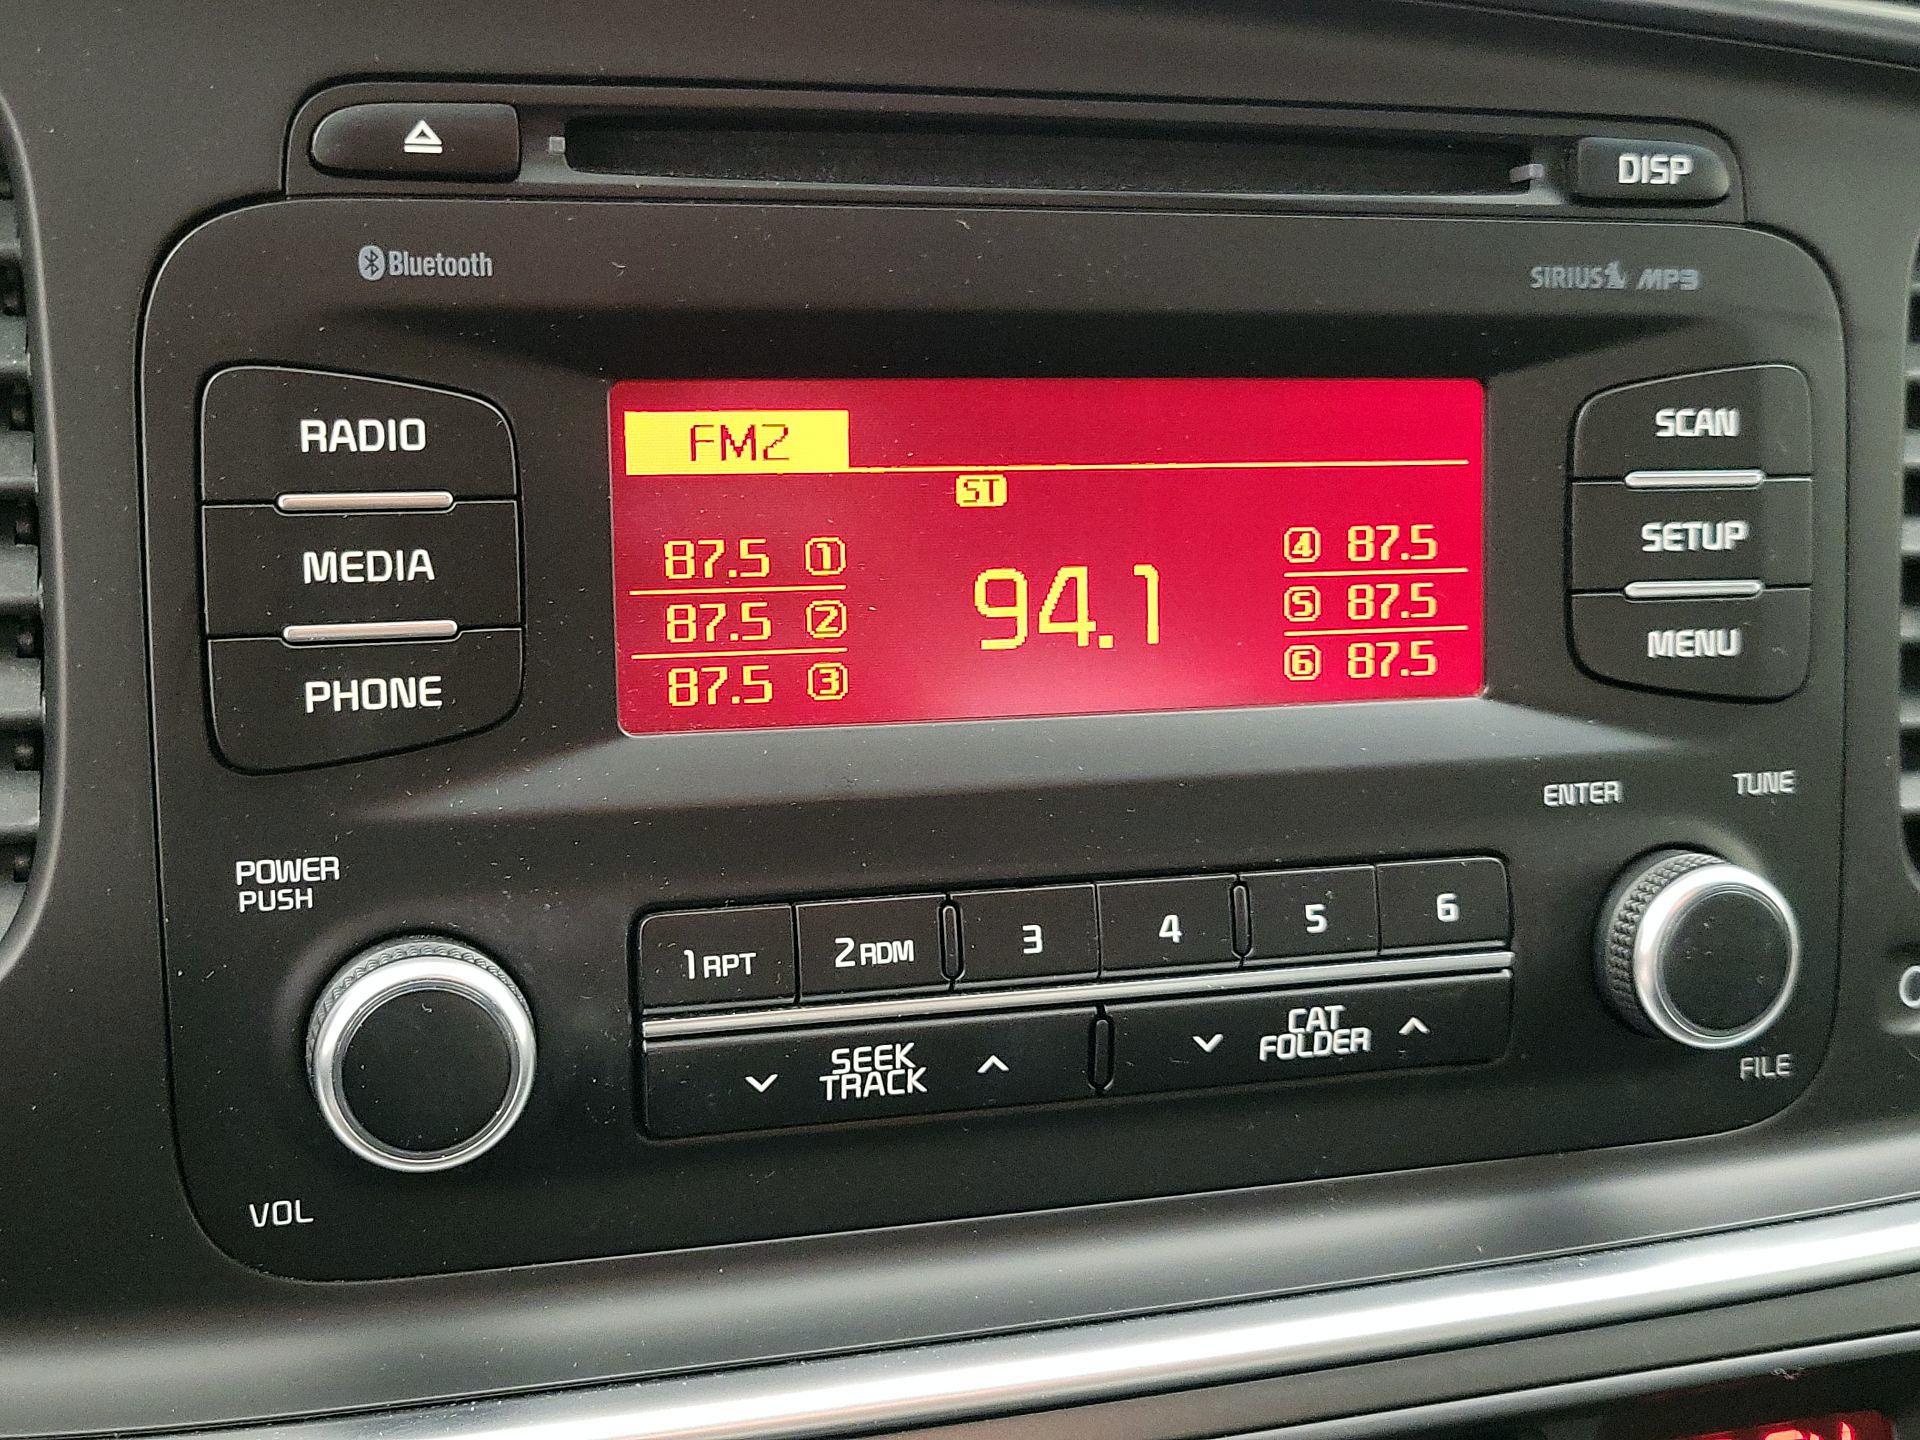 DISP
Bluetooth
SIRIUS MP3
RADIO
MEDIA
PHONE
FM2
ST
87.5 1
87.5 2
87.5 3
94.1
4 87.5
5 87.5
6 87.5
SCAN
SETUP
MENU
POWER
PUSH
VOL
1 RPT
2 RDM
3
4
5
6
SEEK
TRACK
CAT
FOLDER
ENTER
TUNE
FILE